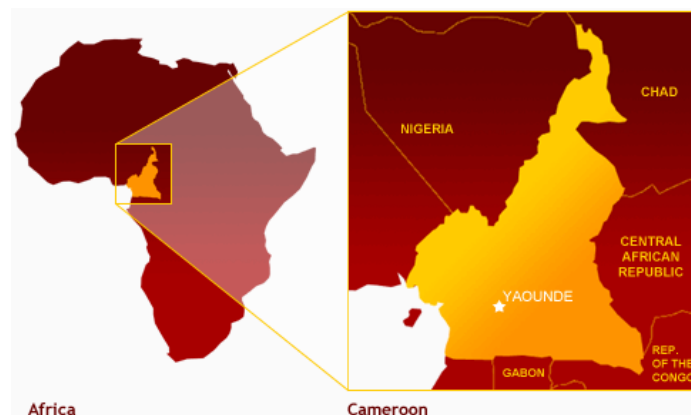 CHAD
NIGERIA
CENTRAL
AFRICAN
REPUBLIC
YAOUNDE
REP.
OF THE
CONGO
GABON
Africa
Cameroon